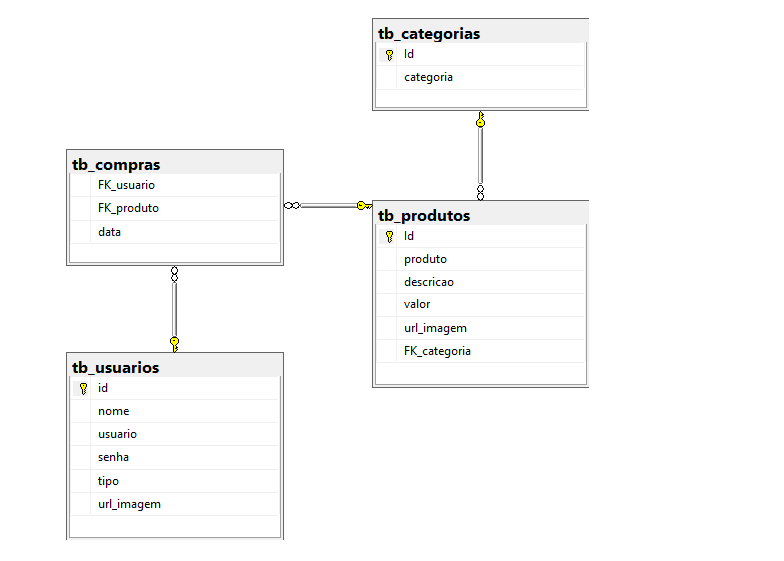 tb_categorias
Id
categoria
tb_compras
FK_usuario
FK_produto
data
tb_produtos
Id
produto
descricao
valor
url_imagem
FK_categoria
tb_usuarios
id
nome
usuario
senha
tipo
url_imagem